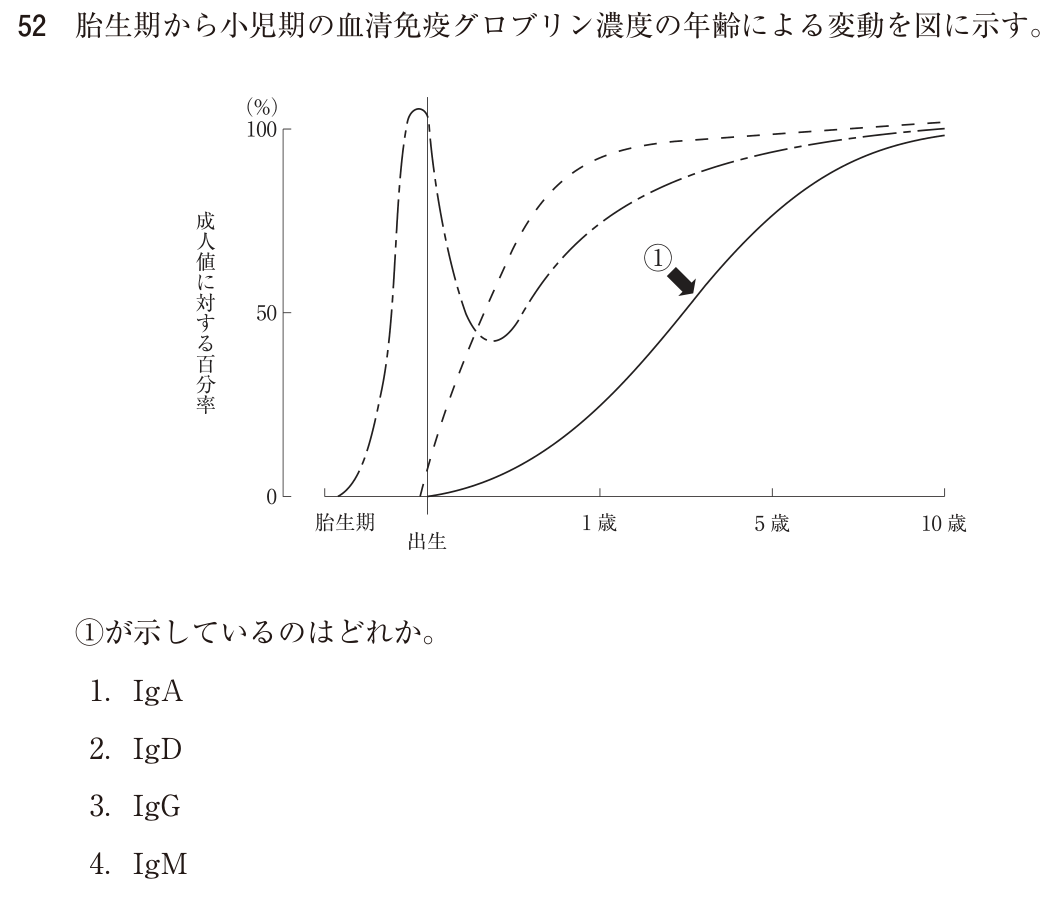 52 胎生期から小児期の血清免疫グロブリン濃度の年齢による変動を図に示す。
(%)
100
50
0
成人値に対する百分率
①
胎生期
出生
1歳
5歳
10歳
①が示しているのはどれか。
1. IgA
2. IgD
3. IgG
4. IgM